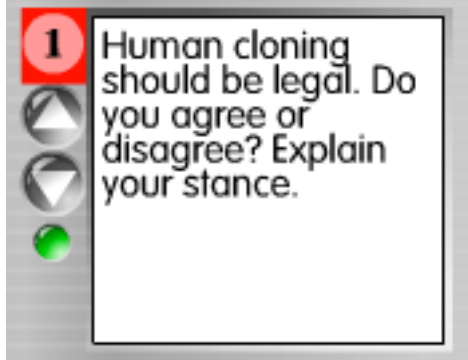 1
Human cloning
should be legal. Do
you agree or
disagree? Explain
your stance.